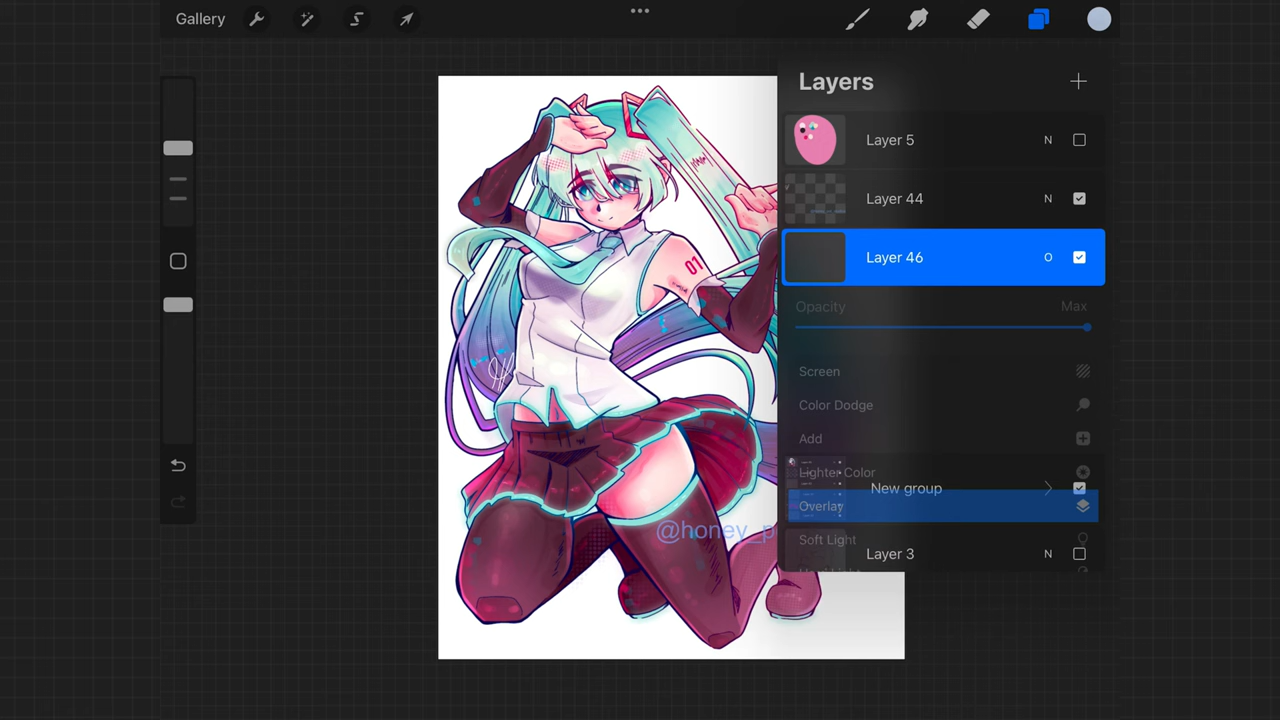 Gallery
Layers
Layer 5 N
Layer 44 N
Layer 46 O
Opacity Max
Screen
Color Dodge
Add
Lighter Color
New group
Overlay
Soft Light
Layer 3 N
01
@honey_p